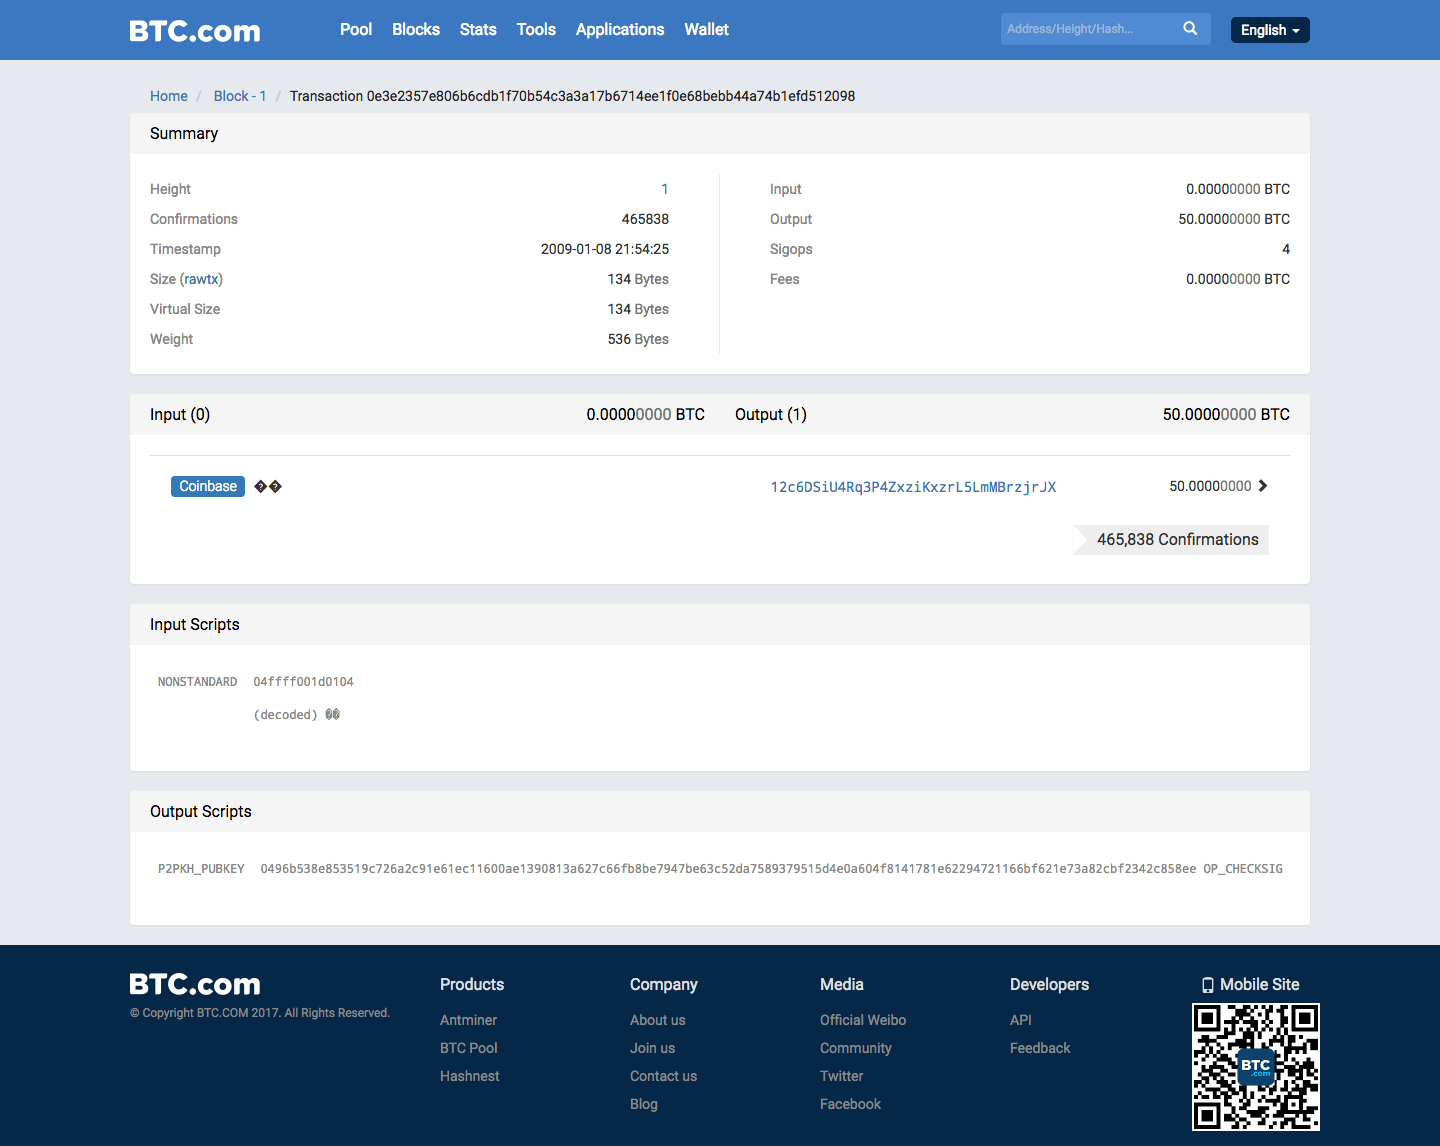 BTC.com Pool Blocks Stats Tools Applications Wallet Address/Height/Hash... English
Home / Block - 1 / Transaction 0e3e2357e806b6cdb1f70b54c3a3a17b6714ee1f0e68bebb44a74b1efd512098
Summary
Height 1
Confirmations 465838
Timestamp 2009-01-08 21:54:25
Size (rawtx) 134 Bytes
Virtual Size 134 Bytes
Weight 536 Bytes
Input 0.00000000 BTC
Output 50.00000000 BTC
Sigops 4
Fees 0.00000000 BTC
Input (0) 0.00000000 BTC Output (1) 50.00000000 BTC
Coinbase �� 12c6DSiU4Rq3P4ZxziKxzrL5LmMBrzjrJX 50.00000000
465,838 Confirmations
Input Scripts
NONSTANDARD 04ffff001d0104
(decoded) ��
Output Scripts
P2PKH_PUBKEY 0496b538e853519c726a2c91e61ec11600ae1390813a627c66fb8be7947be63c52da7589379515d4e0a604f8141781e62294721166bf621e73a82cbf2342c858ee OP_CHECKSIG
BTC.com
© Copyright BTC.COM 2017. All Rights Reserved.
Products
Antminer
BTC Pool
Hashnest
Company
About us
Join us
Contact us
Blog
Media
Official Weibo
Community
Twitter
Facebook
Developers
API
Feedback
Mobile Site
BTC
.com